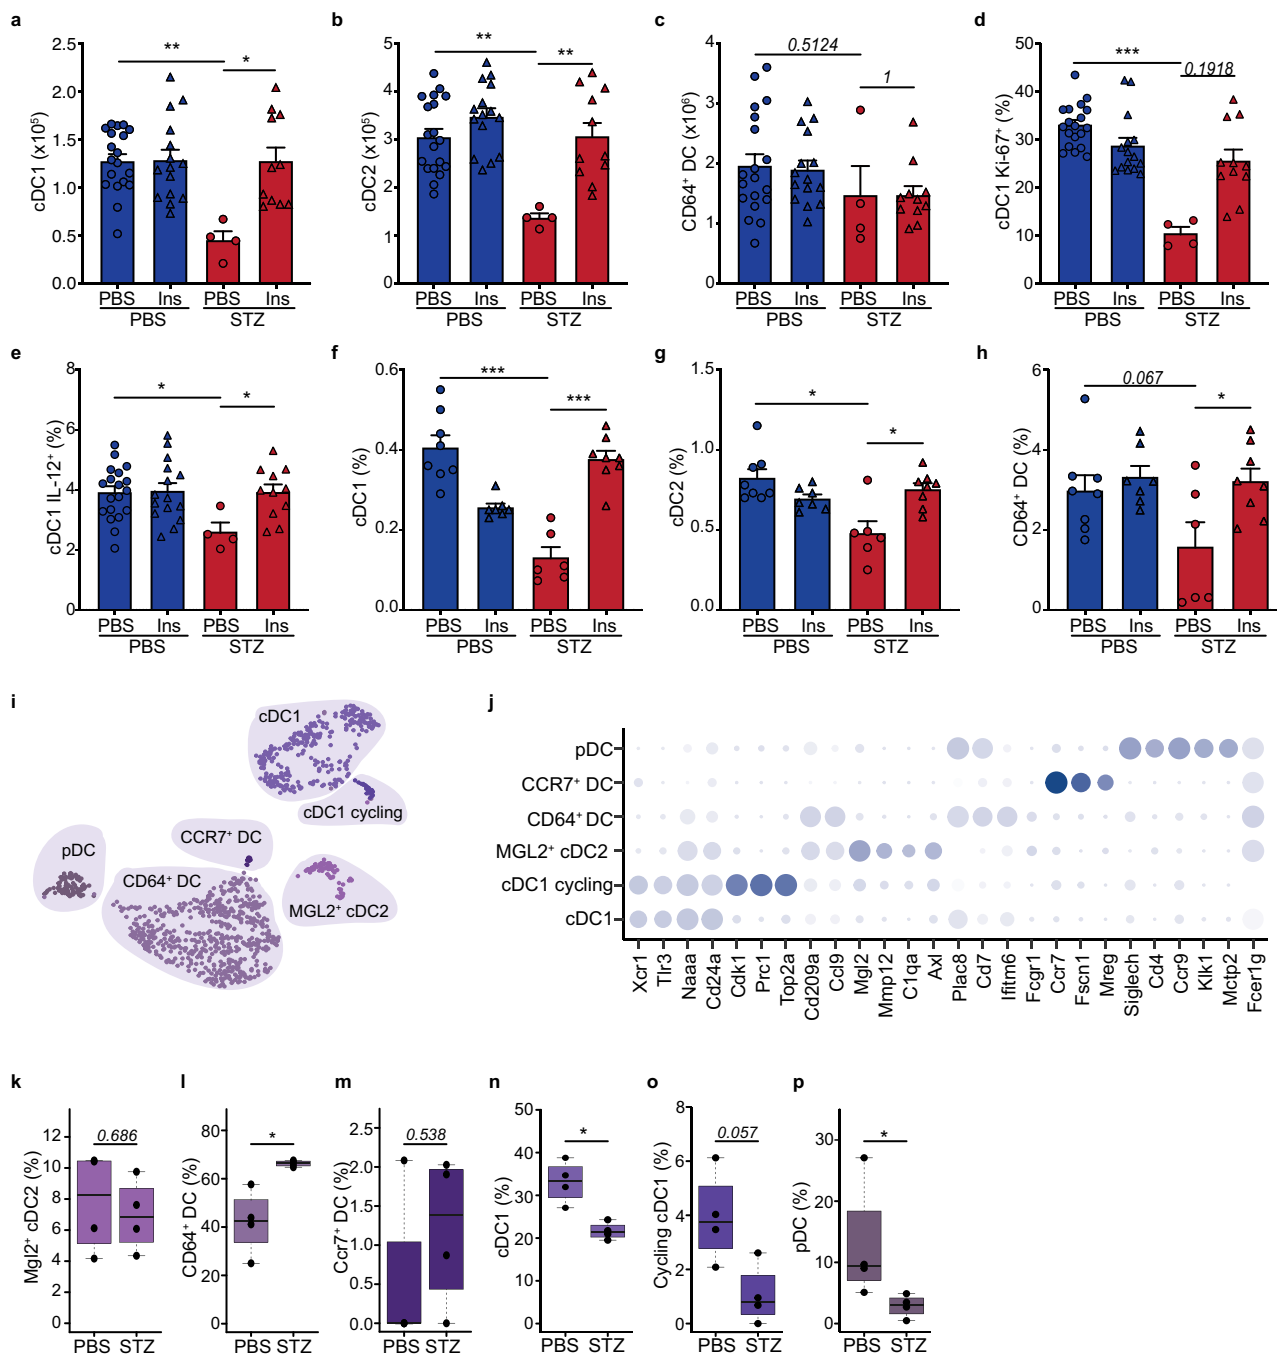 a
b
c
d
cDC1 (x10⁵)
2.5
2.0
1.5
1.0
0.5
0.0
**
*
PBS Ins PBS Ins
PBS STZ
cDC2 (x10⁵)
5
4
3
2
1
0
**
**
PBS Ins PBS Ins
PBS STZ
CD64⁺ DC (x10⁶)
4
3
2
1
0
0.5124
1
PBS Ins PBS Ins
PBS STZ
cDC1 Ki-67⁺ (%)
50
40
30
20
10
0
***
0.1918
PBS Ins PBS Ins
PBS STZ
e
f
g
h
cDC1 IL-12⁺ (%)
8
6
4
2
0
*
*
PBS Ins PBS Ins
PBS STZ
cDC1 (%)
0.6
0.4
0.2
0.0
***
***
PBS Ins PBS Ins
PBS STZ
cDC2 (%)
1.5
1.0
0.5
0.0
*
*
PBS Ins PBS Ins
PBS STZ
CD64⁺ DC (%)
6
4
2
0
0.067
*
PBS Ins PBS Ins
PBS STZ
i
cDC1
cDC1 cycling
CCR7⁺ DC
pDC
CD64⁺ DC
MGL2⁺ cDC2
j
pDC
CCR7⁺ DC
CD64⁺ DC
MGL2⁺ cDC2
cDC1 cycling
cDC1
Xcr1
Tlr3
Naaa
Cd24a
Cdk1
Prc1
Top2a
Cd209a
Ccl9
Mgl2
Mmp12
C1qa
Axl
Plac8
Cd7
Ifitm6
Fcgr1
Ccr7
Fscn1
Mreg
Siglech
Cd4
Ccr9
Klk1
Mctp2
Fcer1g
k
l
m
n
o
p
Mgl2⁺ cDC2 (%)
12
10
8
6
4
2
0
0.686
PBS STZ
CD64⁺ DC (%)
80
60
40
20
0
*
PBS STZ
Ccr7⁺ DC (%)
2.5
2.0
1.5
1.0
0.5
0.0
0.538
PBS STZ
cDC1 (%)
50
40
30
20
10
0
*
PBS STZ
Cycling cDC1 (%)
8
6
4
2
0
0.057
PBS STZ
pDC (%)
30
20
10
0
*
PBS STZ